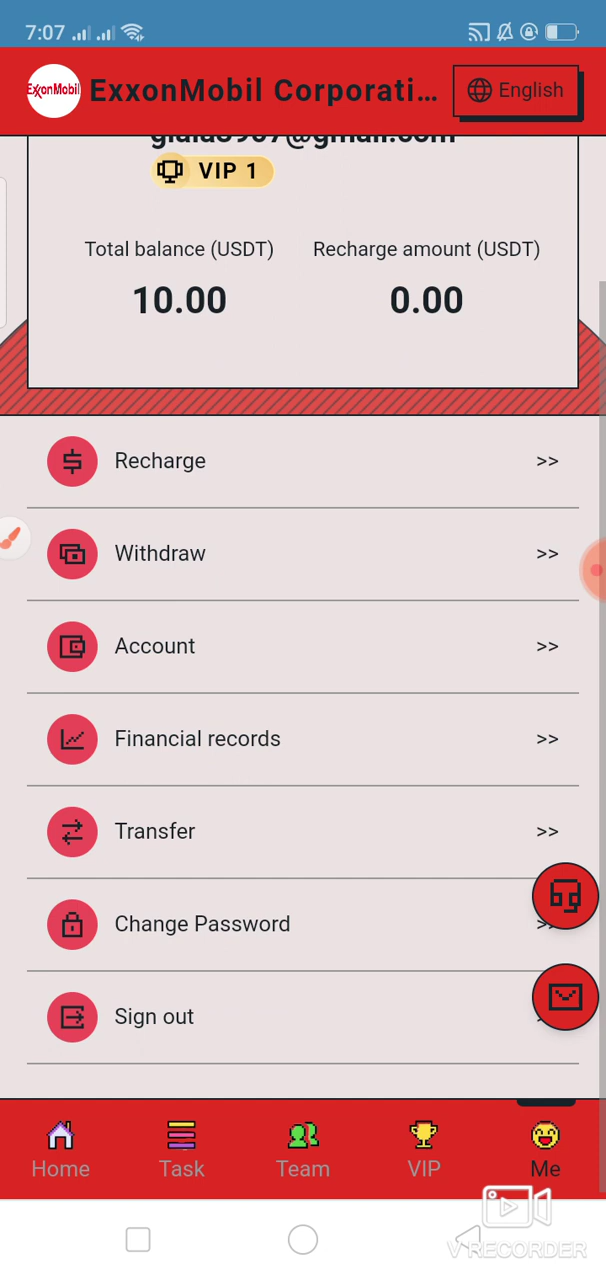 7:07
ExxonMobil
ExxonMobil Corporati...
English
VIP 1
Total balance (USDT)
Recharge amount (USDT)
10.00
0.00
Recharge >>
Withdraw >>
Account >>
Financial records >>
Transfer >>
Change Password
Sign out
Home
Task
Team
VIP
Me
V RECORDER